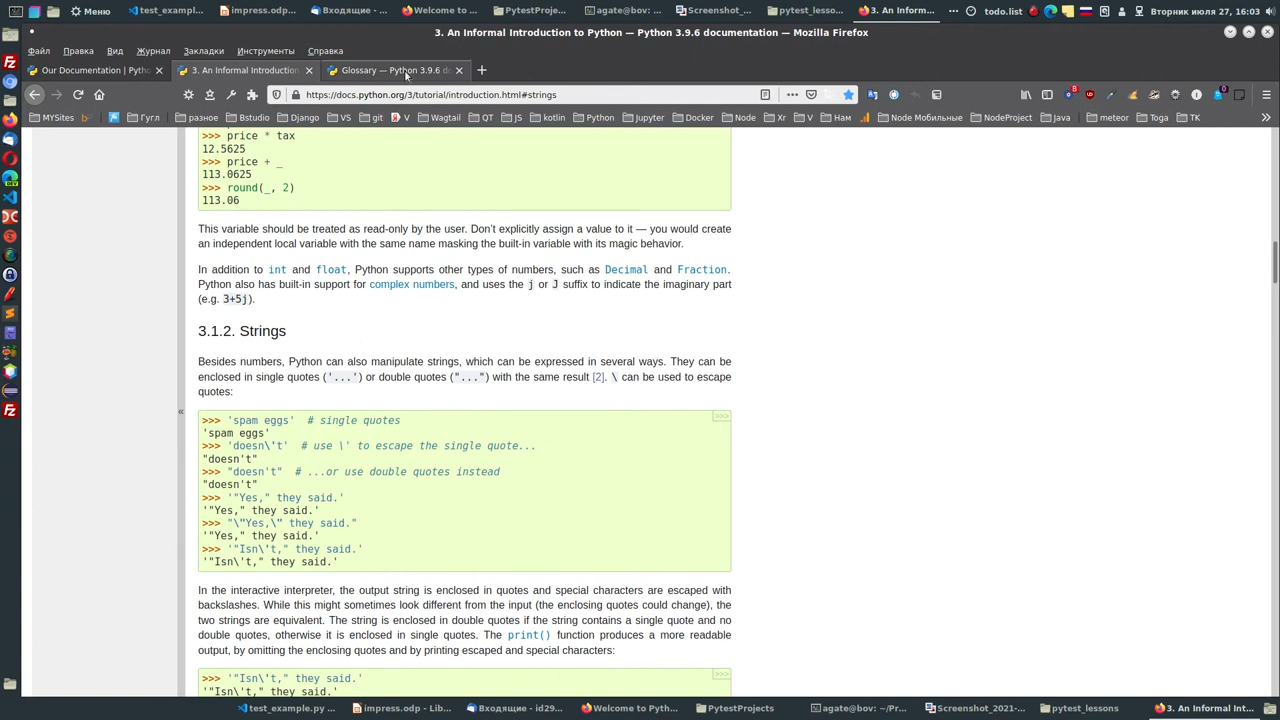 Меню
test_exampl...
impress.odp...
Входящие -...
Welcome to ...
PytestProje...
agate@bov: ...
Screenshot_...
pytest_lesso...
3. An Inform...
todo.list
Вторник июля 27, 16:03
3. An Informal Introduction to Python — Python 3.9.6 documentation — Mozilla Firefox
Файл Правка Вид Журнал Закладки Инструменты Справка
Our Documentation | Pytho
3. An Informal Introduction
Glossary — Python 3.9.6 do
https://docs.python.org/3/tutorial/introduction.html#strings
MYSites Гугл разное Bstudio Django VS git V Wagtail QT JS kotlin Python Jupyter Docker Node Xr V Нам Node Мобильные NodeProject Java meteor Toga TK
>>> price * tax
12.5625
>>> price + _
113.0625
>>> round(_, 2)
113.06
This variable should be treated as read-only by the user. Don’t explicitly assign a value to it — you would create
an independent local variable with the same name masking the built-in variable with its magic behavior.
In addition to int and float, Python supports other types of numbers, such as Decimal and Fraction.
Python also has built-in support for complex numbers, and uses the j or J suffix to indicate the imaginary part
(e.g. 3+5j).
3.1.2. Strings
Besides numbers, Python can also manipulate strings, which can be expressed in several ways. They can be
enclosed in single quotes ('...') or double quotes ("...") with the same result [2]. \ can be used to escape
quotes:
>>>
>>> 'spam eggs'  # single quotes
'spam eggs'
>>> 'doesn\'t'  # use \' to escape the single quote...
"doesn't"
>>> "doesn't"  # ...or use double quotes instead
"doesn't"
>>> '"Yes," they said.'
'"Yes," they said.'
>>> "\"Yes,\" they said."
'"Yes," they said.'
>>> '"Isn\'t," they said.'
'"Isn\'t," they said.'
In the interactive interpreter, the output string is enclosed in quotes and special characters are escaped with
backslashes. While this might sometimes look different from the input (the enclosing quotes could change), the
two strings are equivalent. The string is enclosed in double quotes if the string contains a single quote and no
double quotes, otherwise it is enclosed in single quotes. The print() function produces a more readable
output, by omitting the enclosing quotes and by printing escaped and special characters:
>>>
>>> '"Isn\'t," they said.'
'"Isn\'t," they said.'
test_example.py ...
impress.odp - Lib...
Входящие - id29...
Welcome to Pyth...
PytestProjects
agate@bov: ~/Pr...
Screenshot_2021-...
pytest_lessons
3. An Informal Int...